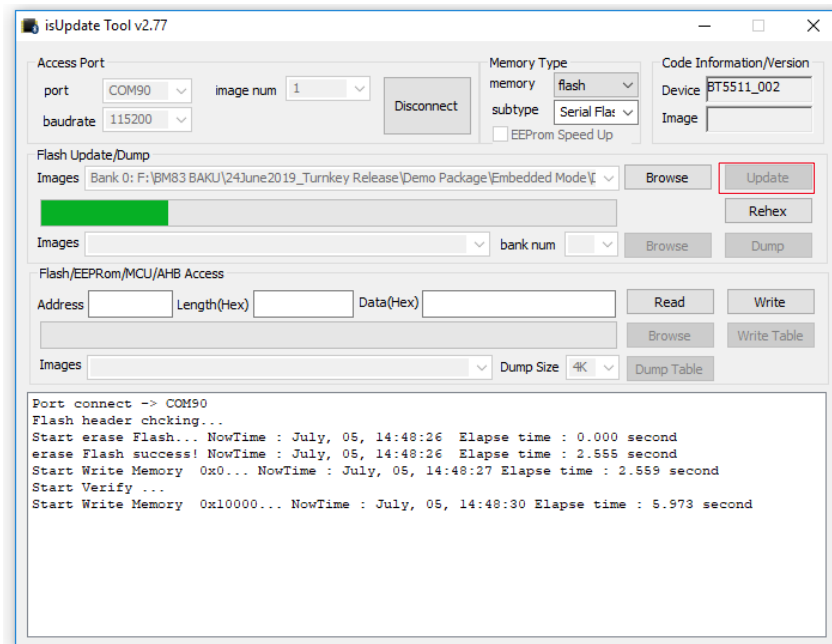 isUpdate Tool v2.77
Access Port
port COM90 image num 1
baudrate 115200
Disconnect
Memory Type
memory flash
subtype Serial Flas
EEProm Speed Up
Code Information/Version
Device BT5511_002
Image
Flash Update/Dump
Images Bank 0: F:\BM83 BAKU\24June2019_Turnkey Release\Demo Package\Embedded Mode\ Browse Update
Rehex
Images bank num Browse Dump
Flash/EEPRom/MCU/AHB Access
Address Length(Hex) Data(Hex) Read Write
Browse Write Table
Images Dump Size 4K Dump Table
Port connect -> COM90
Flash header chcking...
Start erase Flash... NowTime : July, 05, 14:48:26 Elapse time : 0.000 second
erase Flash success! NowTime : July, 05, 14:48:26 Elapse time : 2.555 second
Start Write Memory 0x0... NowTime : July, 05, 14:48:27 Elapse time : 2.559 second
Start Verify ...
Start Write Memory 0x10000... NowTime : July, 05, 14:48:30 Elapse time : 5.973 second